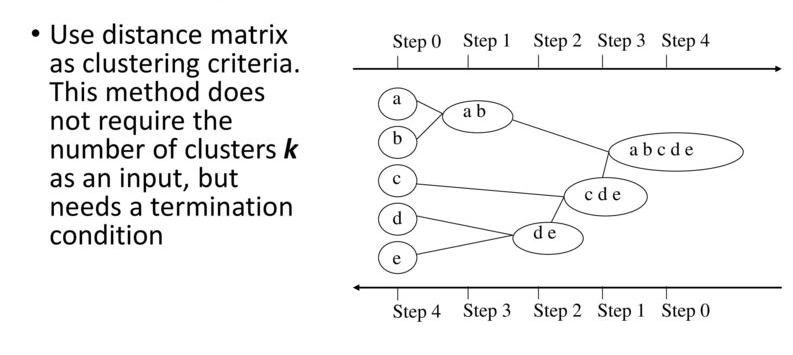 • Use distance matrix
as clustering criteria.
This method does
not require the
number of clusters k
as an input, but
needs a termination
condition
Step 0 Step 1 Step 2 Step 3 Step 4
a
b
c
d
e
a b
d e
c d e
a b c d e
Step 4 Step 3 Step 2 Step 1 Step 0